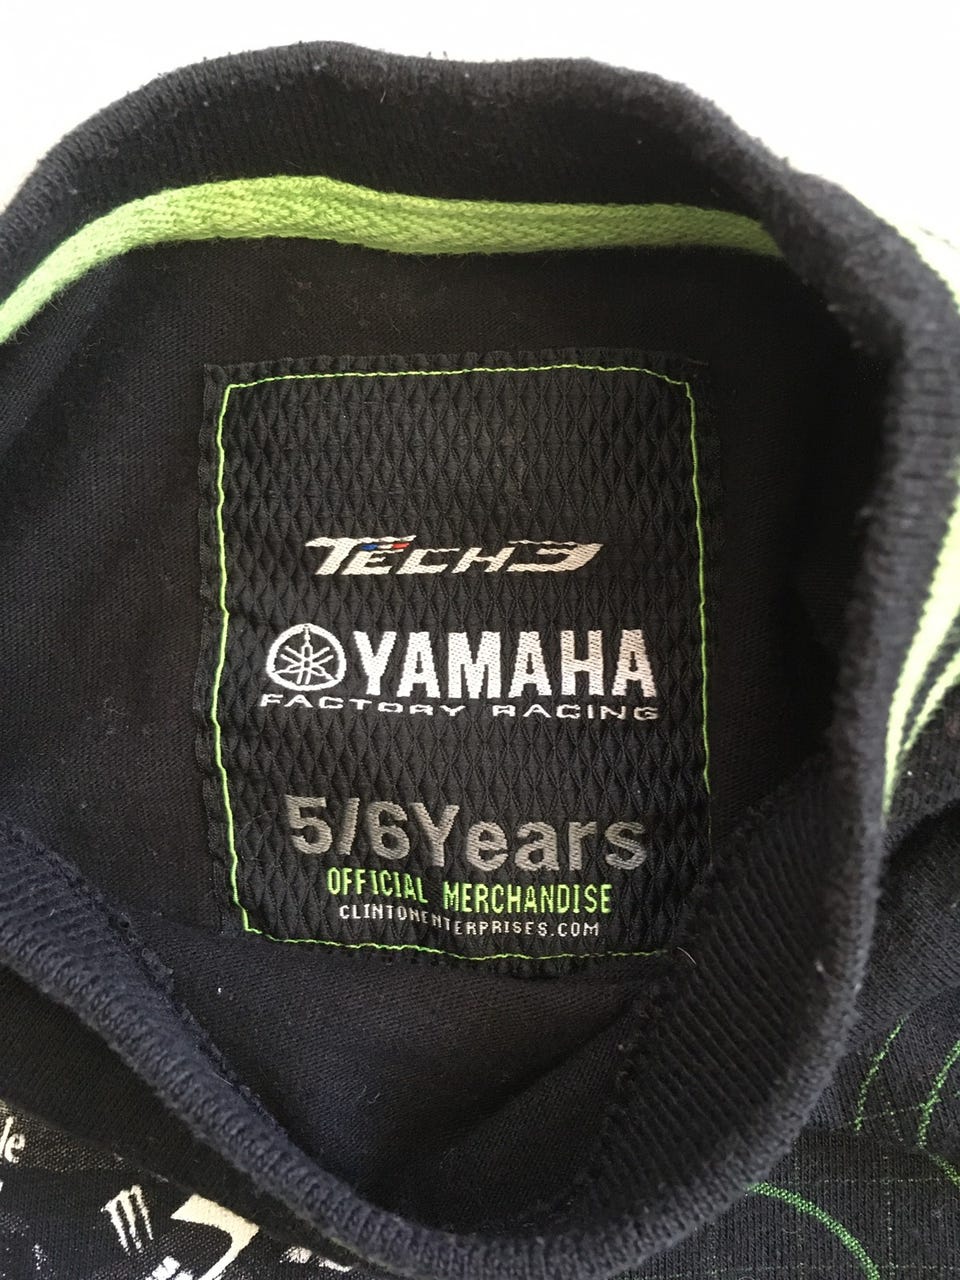 TECH3
YAMAHA
FACTORY RACING
5/6Years
OFFICIAL MERCHANDISE
CLINTONENTERPRISES.COM